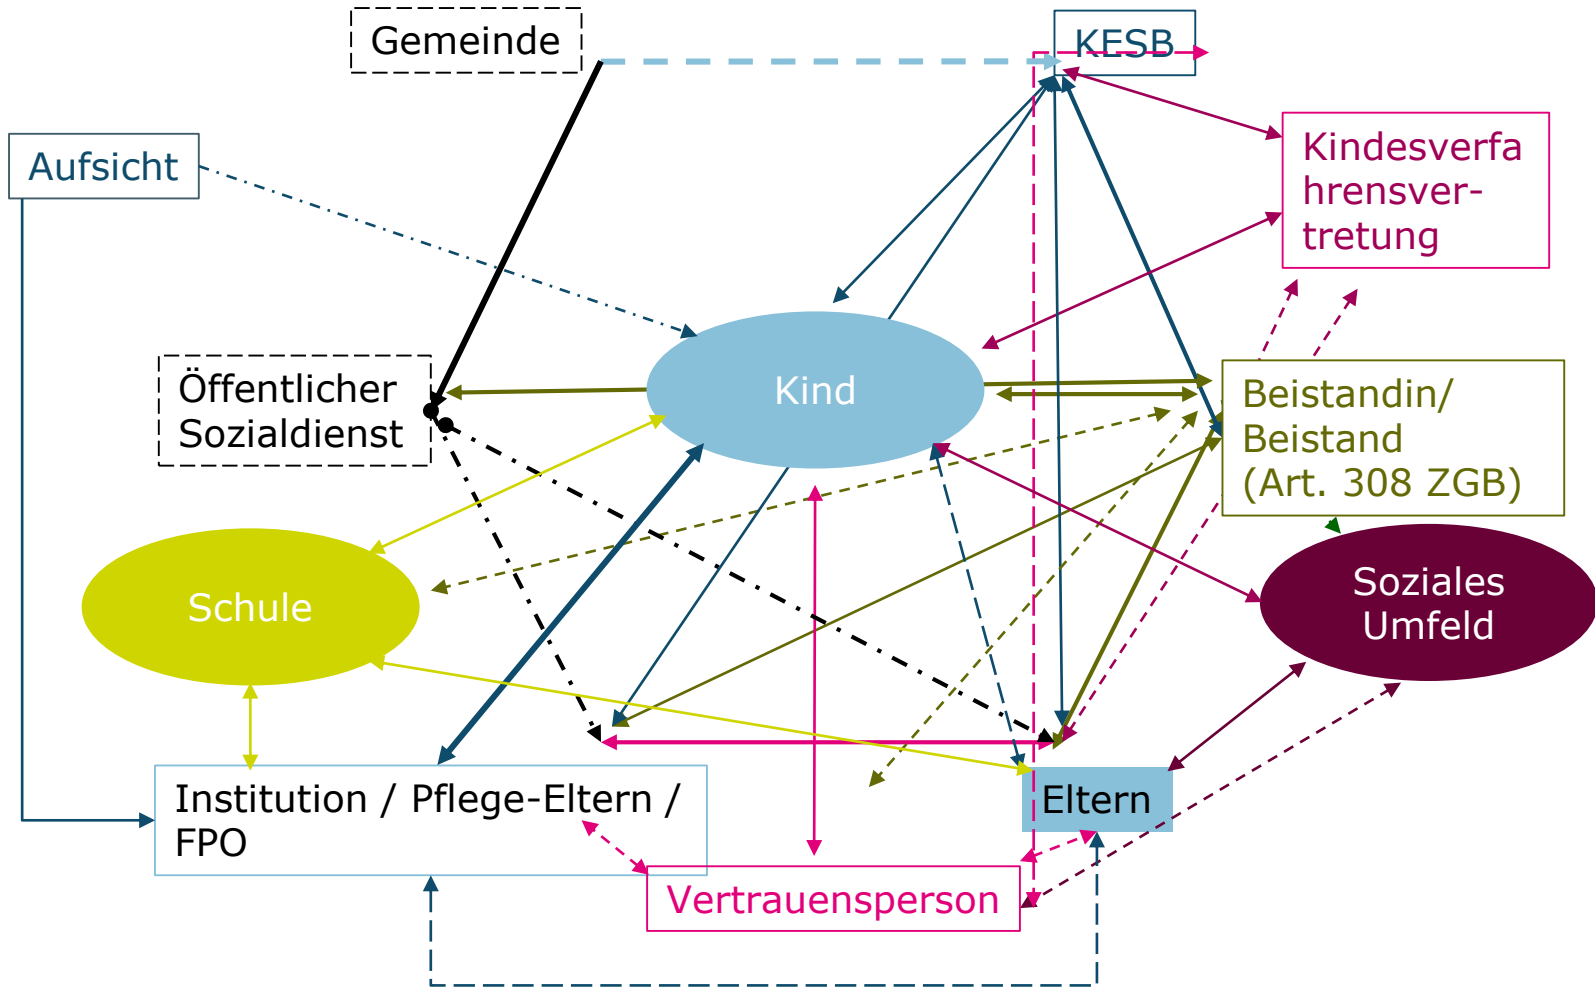 Gemeinde
KESB
Aufsicht
Kindesverfa
hrensver-
tretung
Öffentlicher
Sozialdienst
Kind
Beistandin/
Beistand
(Art. 308 ZGB)
Schule
Soziales
Umfeld
Institution / Pflege-Eltern /
FPO
Eltern
Vertrauensperson